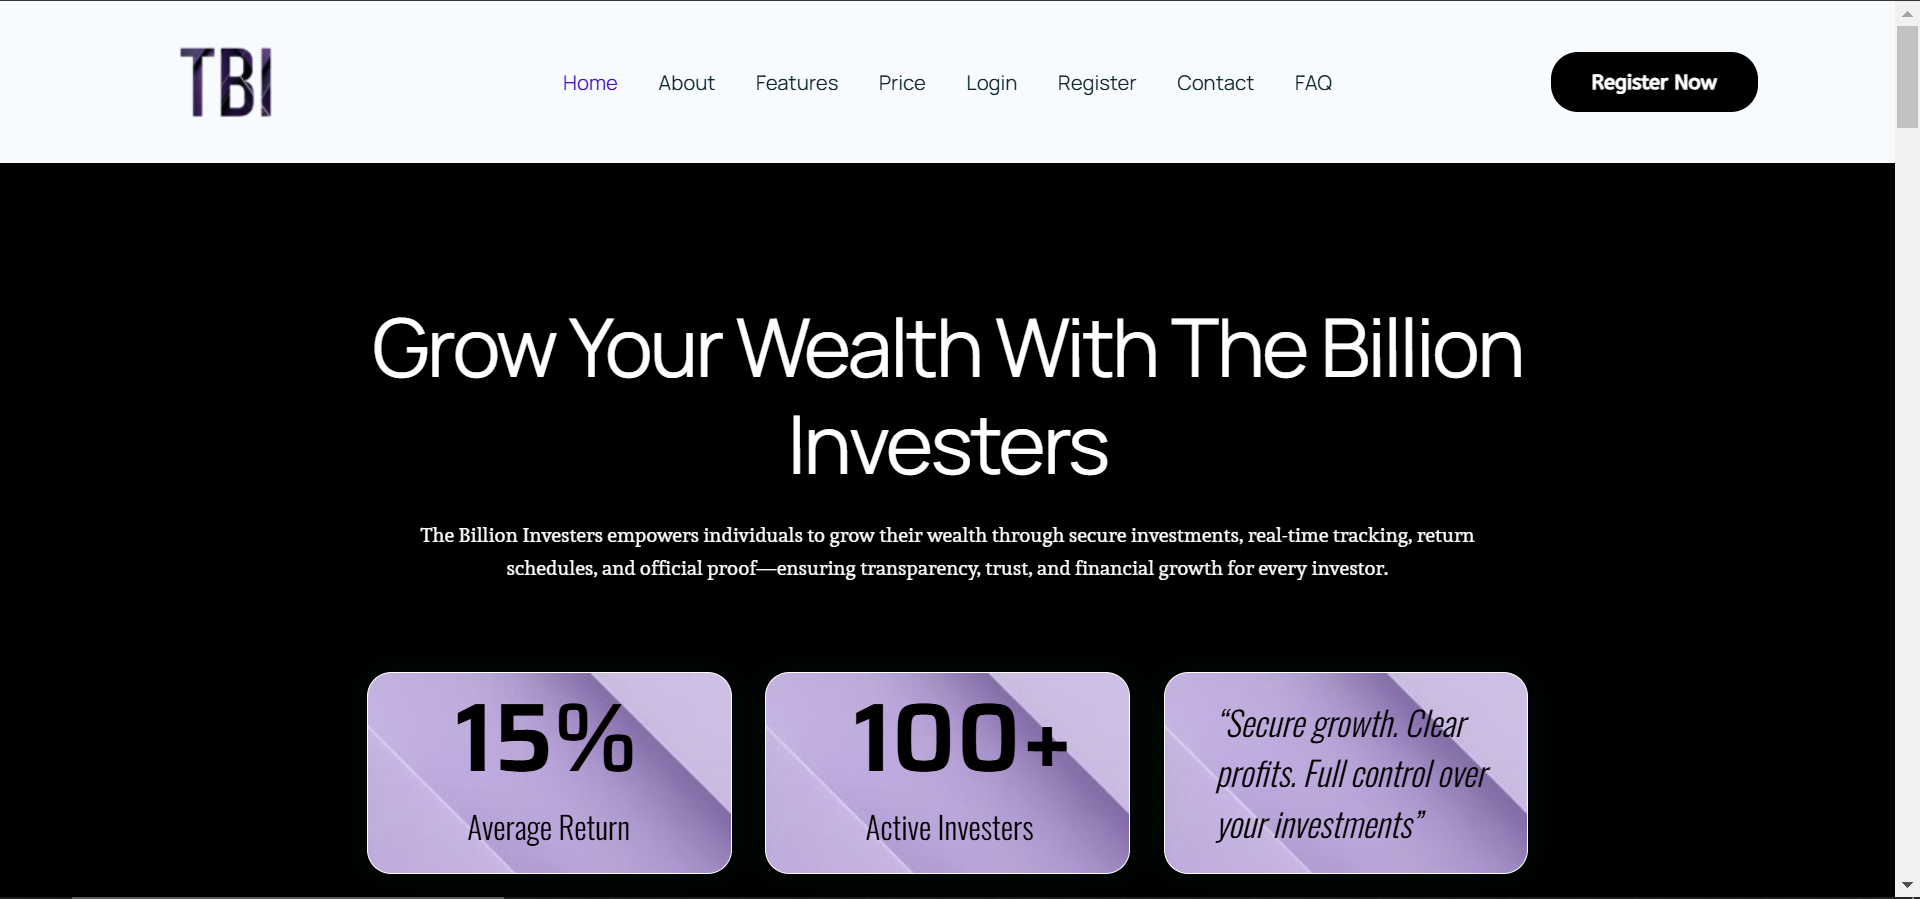 TBI
Home About Features Price Login Register Contact FAQ
Register Now
Grow Your Wealth With The Billion
Investers
The Billion Investers empowers individuals to grow their wealth through secure investments, real-time tracking, return
schedules, and official proof—ensuring transparency, trust, and financial growth for every investor.
15%
Average Return
100+
Active Investers
“Secure growth. Clear
profits. Full control over
your investments”